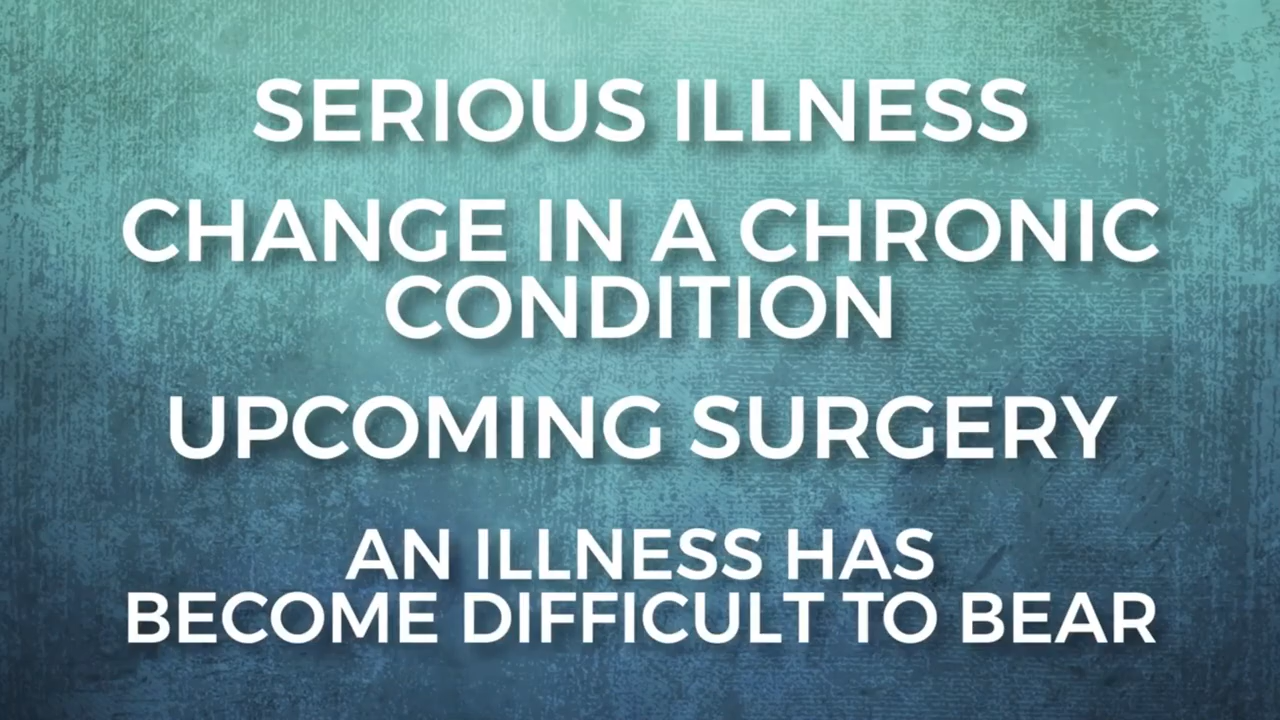 SERIOUS ILLNESS
CHANGE IN A CHRONIC
CONDITION
UPCOMING SURGERY
AN ILLNESS HAS
BECOME DIFFICULT TO BEAR